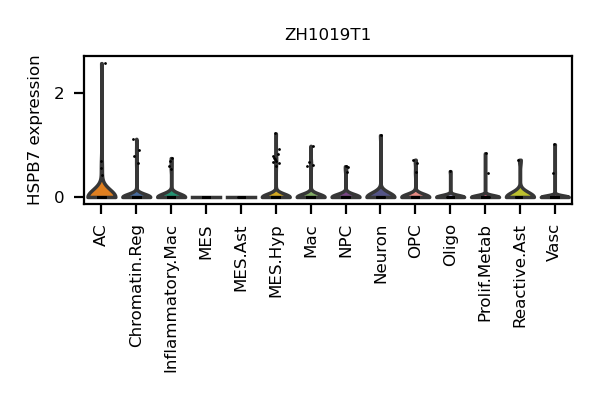 ZH1019T1
HSPB7 expression
2
0
AC
Chromatin.Reg
Inflammatory.Mac
MES
MES.Ast
MES.Hyp
Mac
NPC
Neuron
OPC
Oligo
Prolif.Metab
Reactive.Ast
Vasc